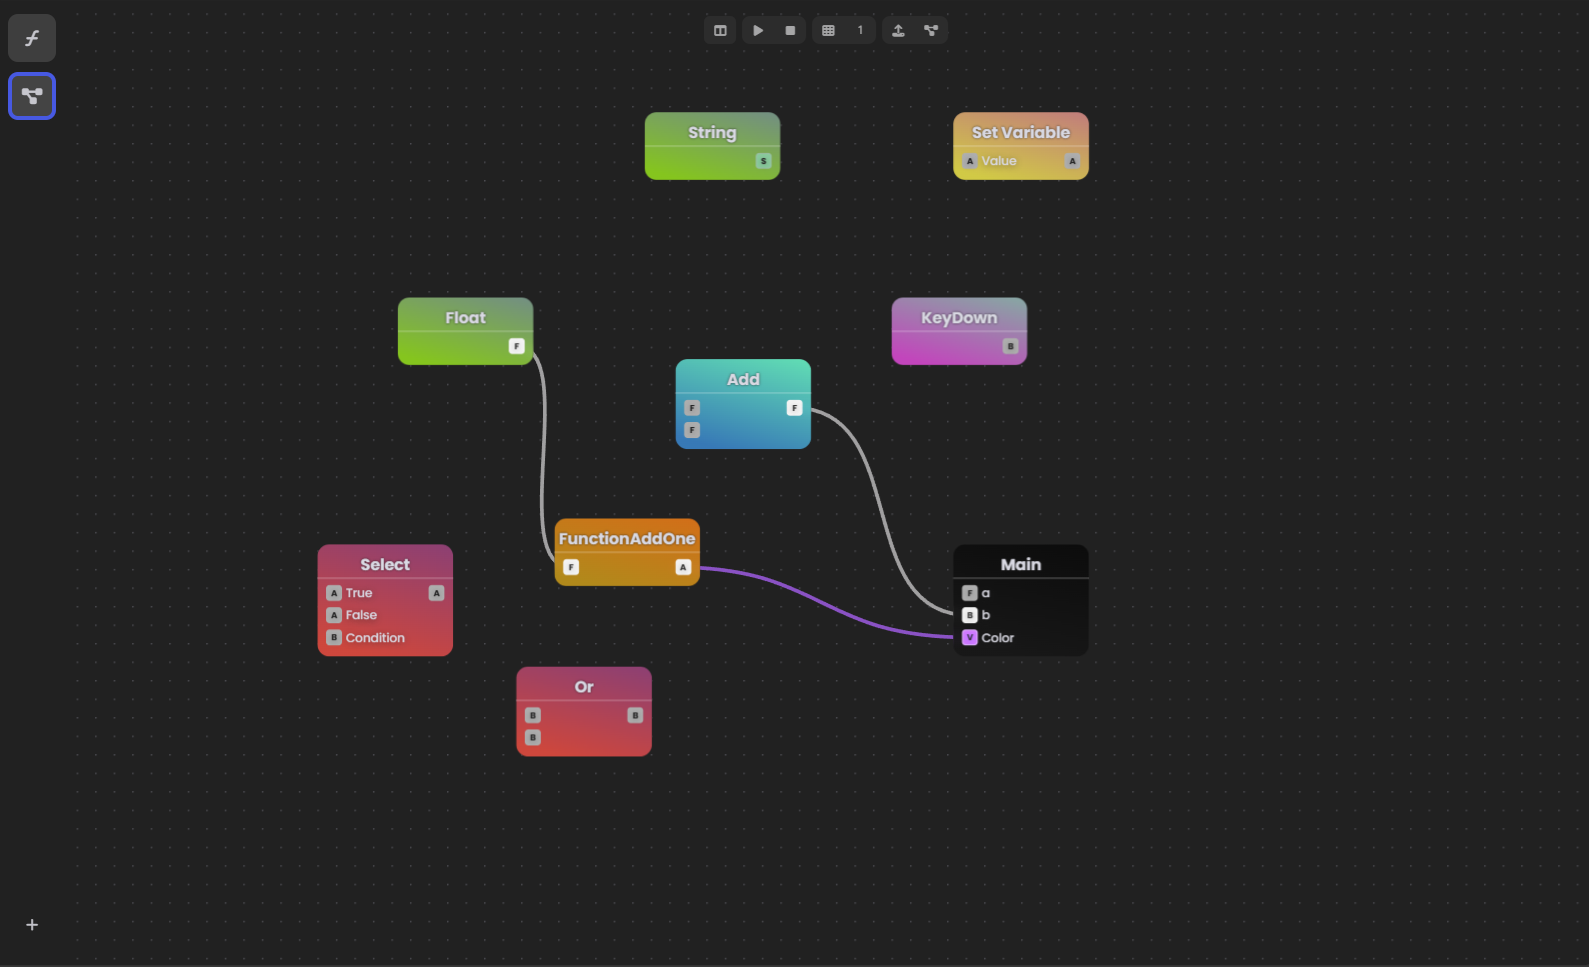 f
1
String
S
Set Variable
A Value A
Float
F
KeyDown
B
Add
F F
F
FunctionAddOne
F A
Select
A True A
A False
B Condition
Main
F a
B b
V Color
Or
B B
B
+